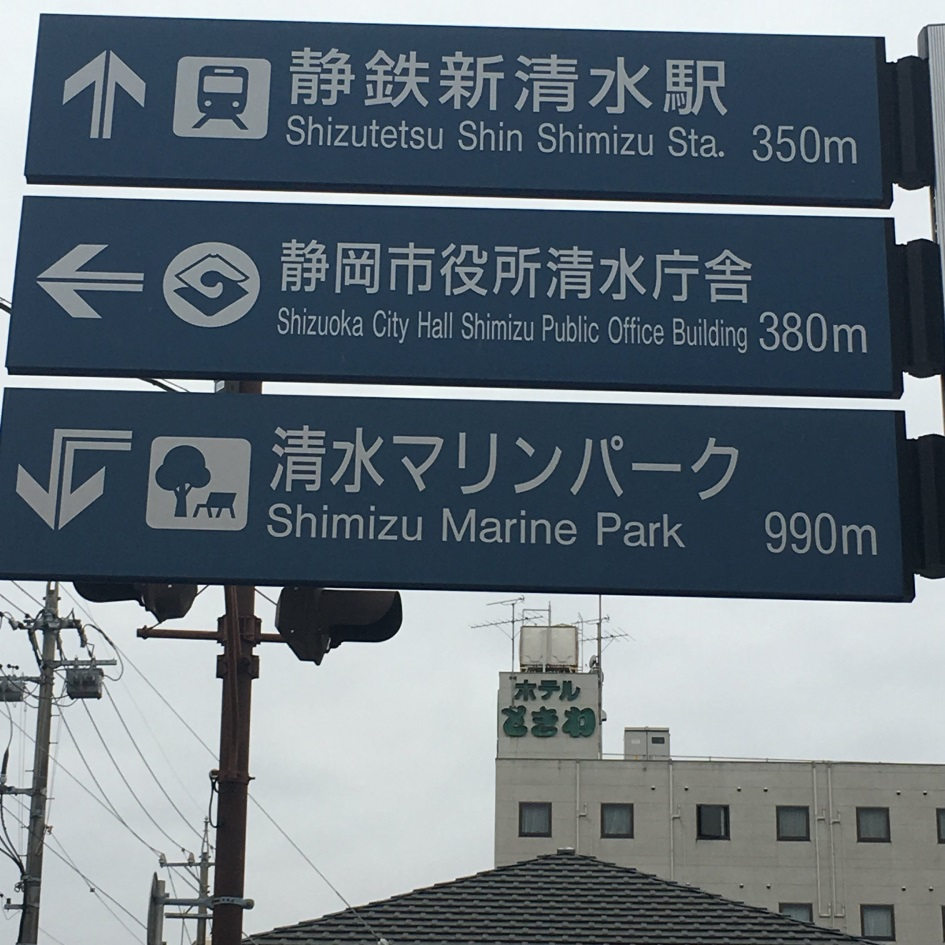 静鉄新清水駅
Shizutetsu Shin Shimizu Sta. 350m
静岡市役所清水庁舎
Shizuoka City Hall Shimizu Public Office Building 380m
清水マリンパーク
Shimizu Marine Park 990m
ホテル
ときわ